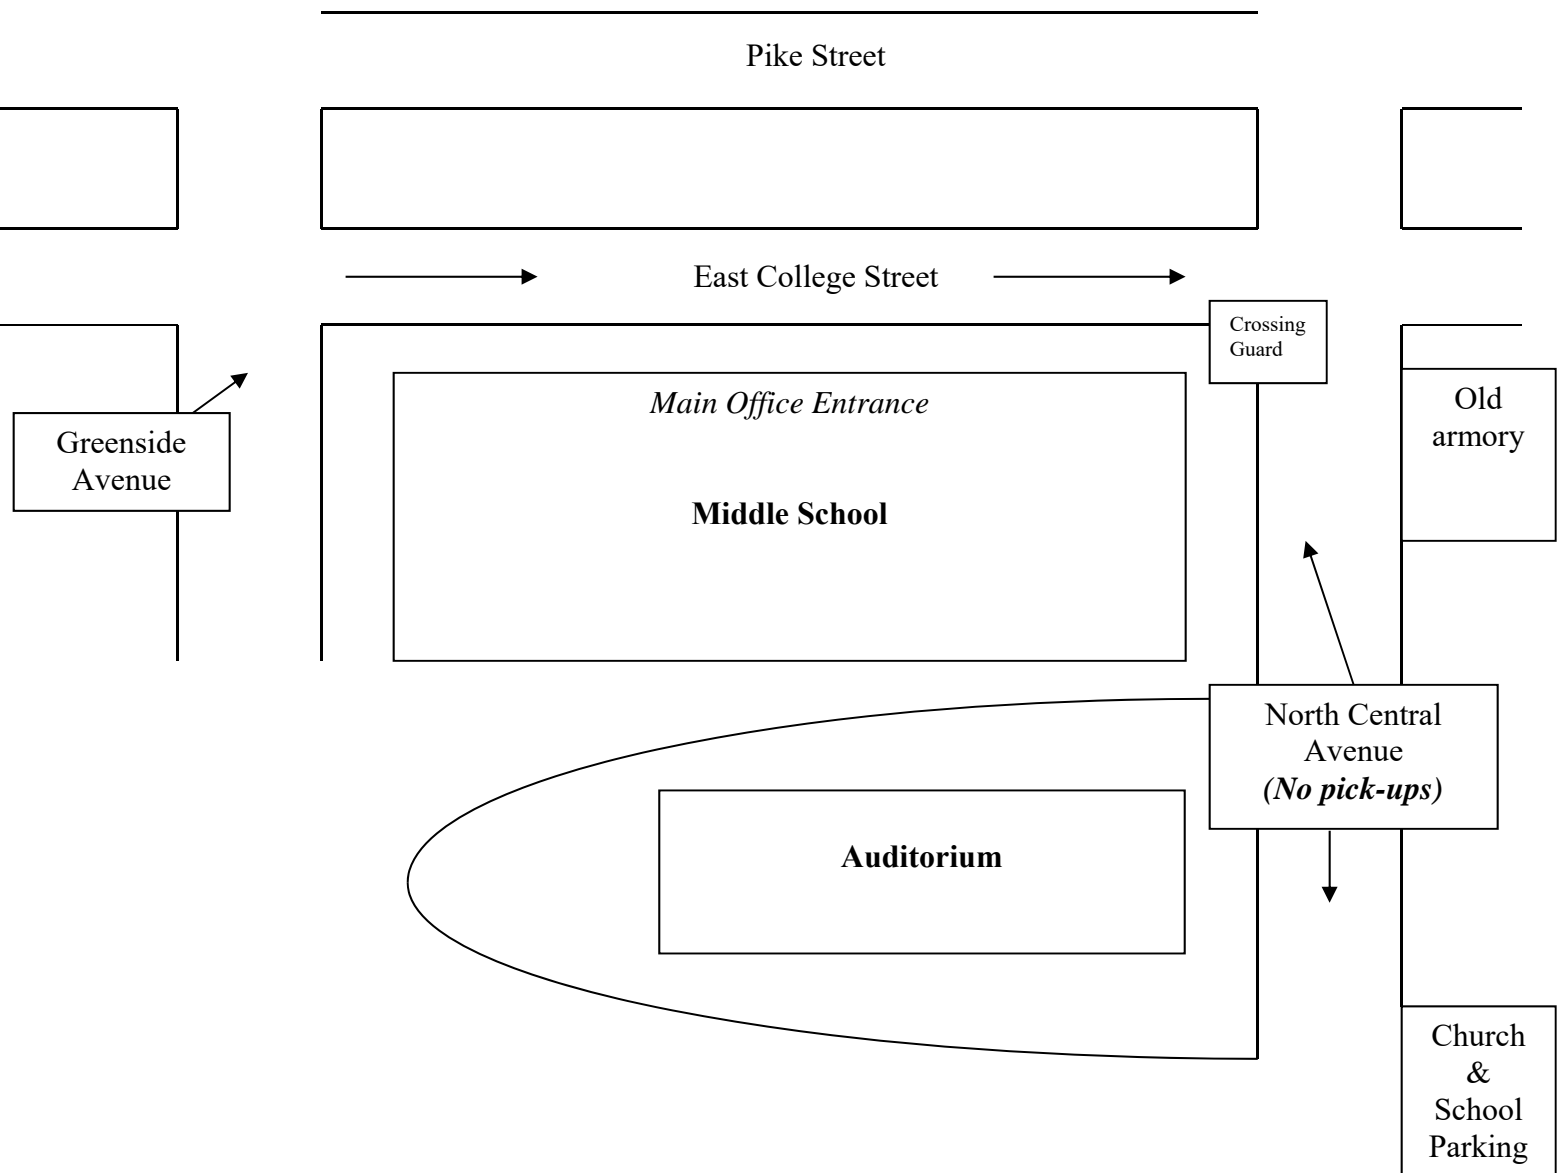 Pike Street
East College Street
Crossing
Guard
Main Office Entrance
Old
armory
Greenside
Avenue
Middle School
North Central
Avenue
(No pick-ups)
Auditorium
Church
&
School
Parking